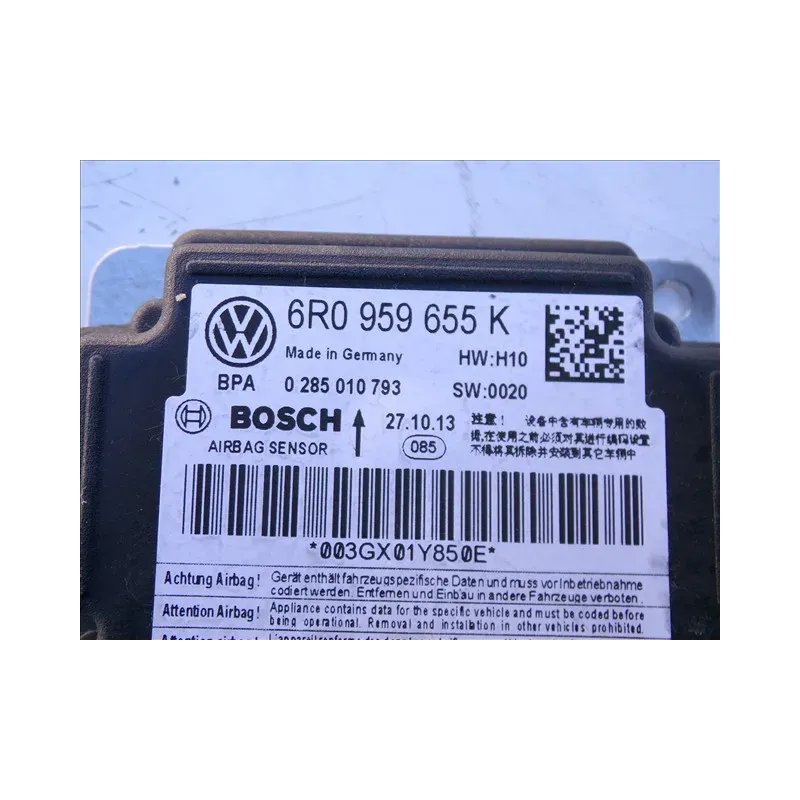 6R0 959 655 K
Made in Germany HW:H10
BPA 0 285 010 793 SW:0020
BOSCH 27.10.13
AIRBAG SENSOR 085
注意! 设备中含有车辆专用的数
据,在使用之前必须对其进行编码设置
不得将其拆除并安装到其它车辆中
*003GX01Y850E*
Achtung Airbag! Gerät enthält fahrzeugspezifische Daten und muss vor Inbetriebnahme
codiert werden. Entfernen und Einbau in andere Fahrzeuge verboten.
Attention Airbag! Appliance contains data for the specific vehicle and must be coded before
being operational. Removal and installation in other vehicles prohibited.
Attention airbag!